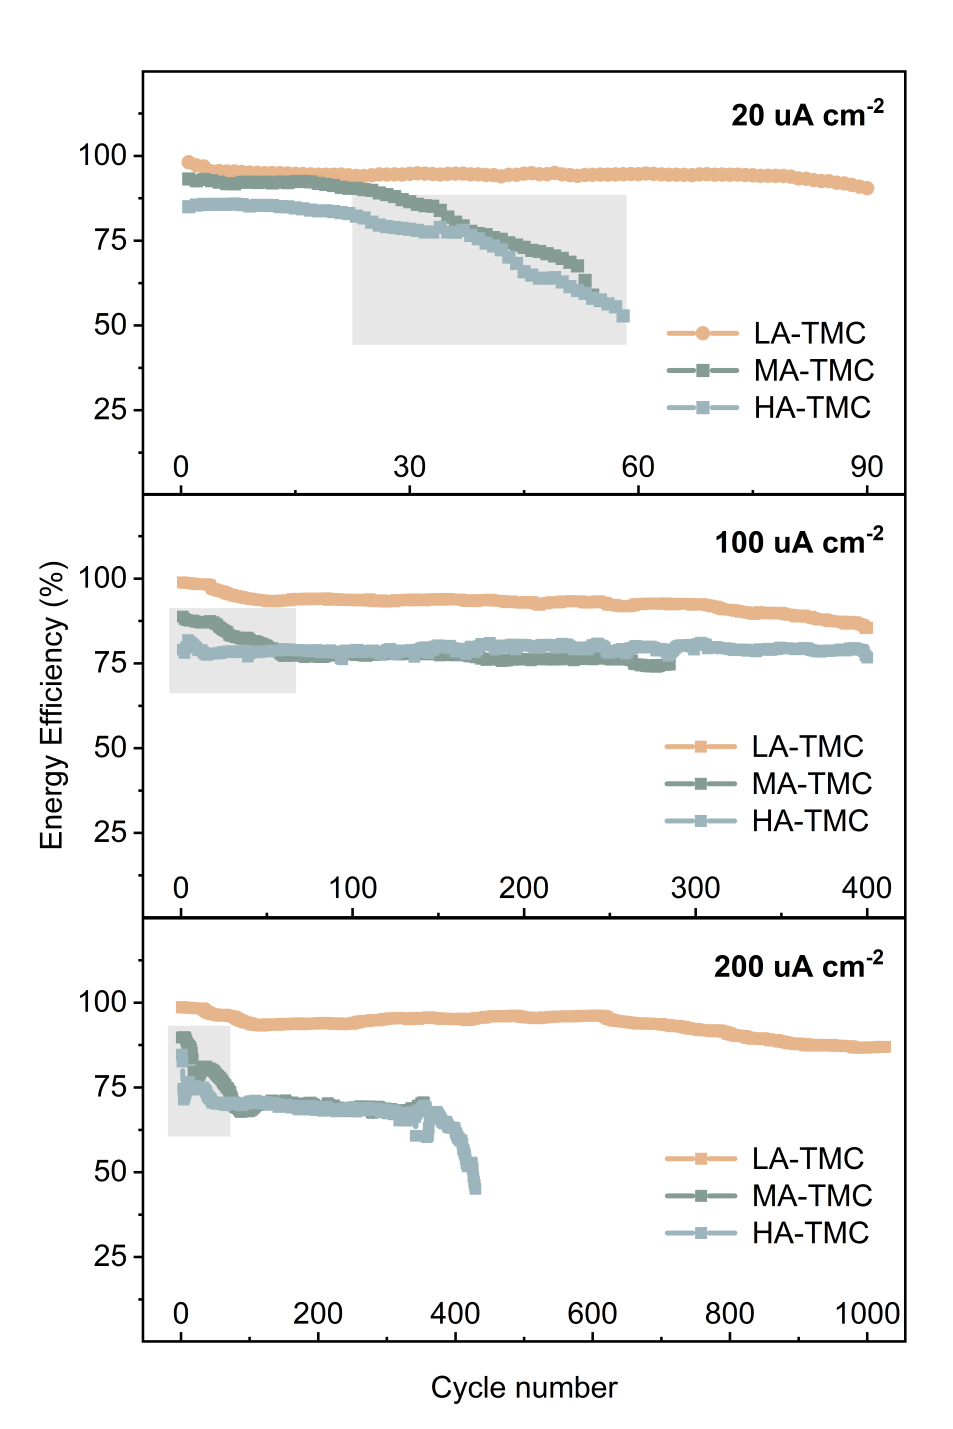 20 uA cm-2
100
75
50
25
LA-TMC
MA-TMC
HA-TMC
0 30 60 90
Energy Efficiency (%)
100 uA cm-2
100
75
50
25
LA-TMC
MA-TMC
HA-TMC
0 100 200 300 400
200 uA cm-2
100
75
50
25
LA-TMC
MA-TMC
HA-TMC
0 200 400 600 800 1000
Cycle number